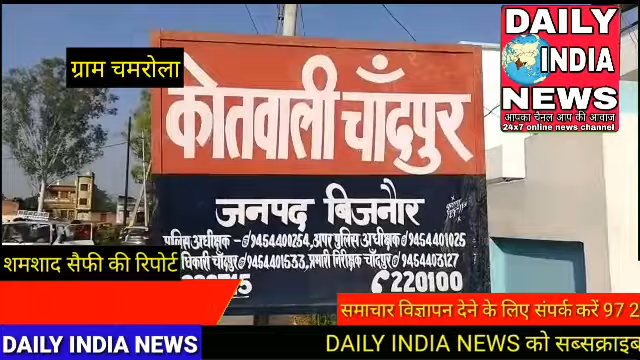 DAILY
INDIA
NEWS
आपका चैनल आप की आवाज
24x7 online news channel
ग्राम चमरोला
कोतवाली चाँदपुर
जनपद बिजनौर
पुलिस अधीक्षक -✆9454400254, अपर पुलिस अधीक्षक✆9454401025
धिकारी चाँदपुर✆9454401533, प्रभारी निरीक्षक चाँदपुर✆9454403127
✆220100
शमशाद सैफी की रिपोर्ट
समाचार विज्ञापन देने के लिए संपर्क करें 97 2
DAILY INDIA NEWS
DAILY INDIA NEWS को सब्सक्राइब